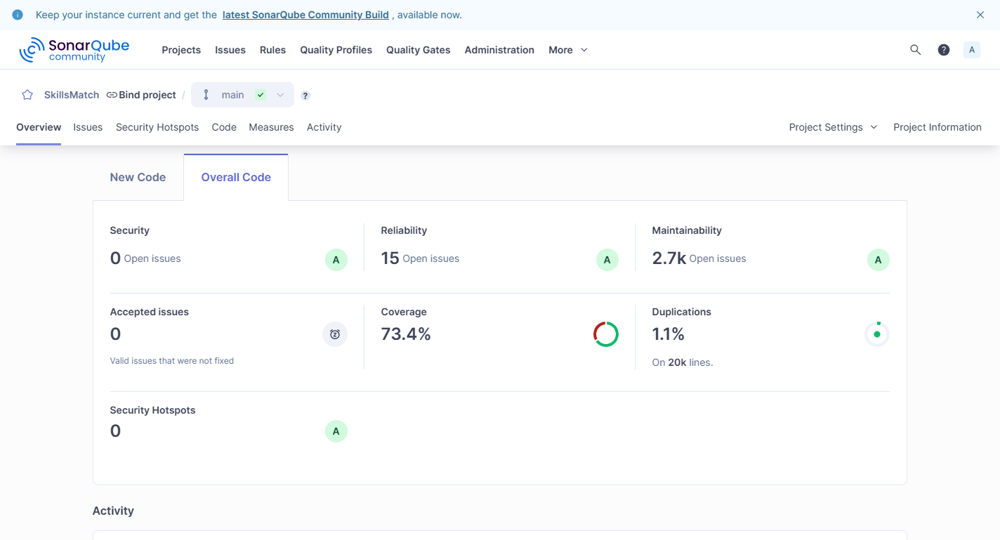 Keep your instance current and get the latest SonarQube Community Build , available now.
SonarQube community
Projects Issues Rules Quality Profiles Quality Gates Administration More ? A
SkillsMatch Bind project / main ?
Overview Issues Security Hotspots Code Measures Activity Project Settings Project Information
New Code Overall Code
Security Reliability Maintainability
0 Open issues A 15 Open issues A 2.7k Open issues A
Accepted issues Coverage Duplications
0 73.4% 1.1%
Valid issues that were not fixed On 20k lines.
Security Hotspots
0 A
Activity